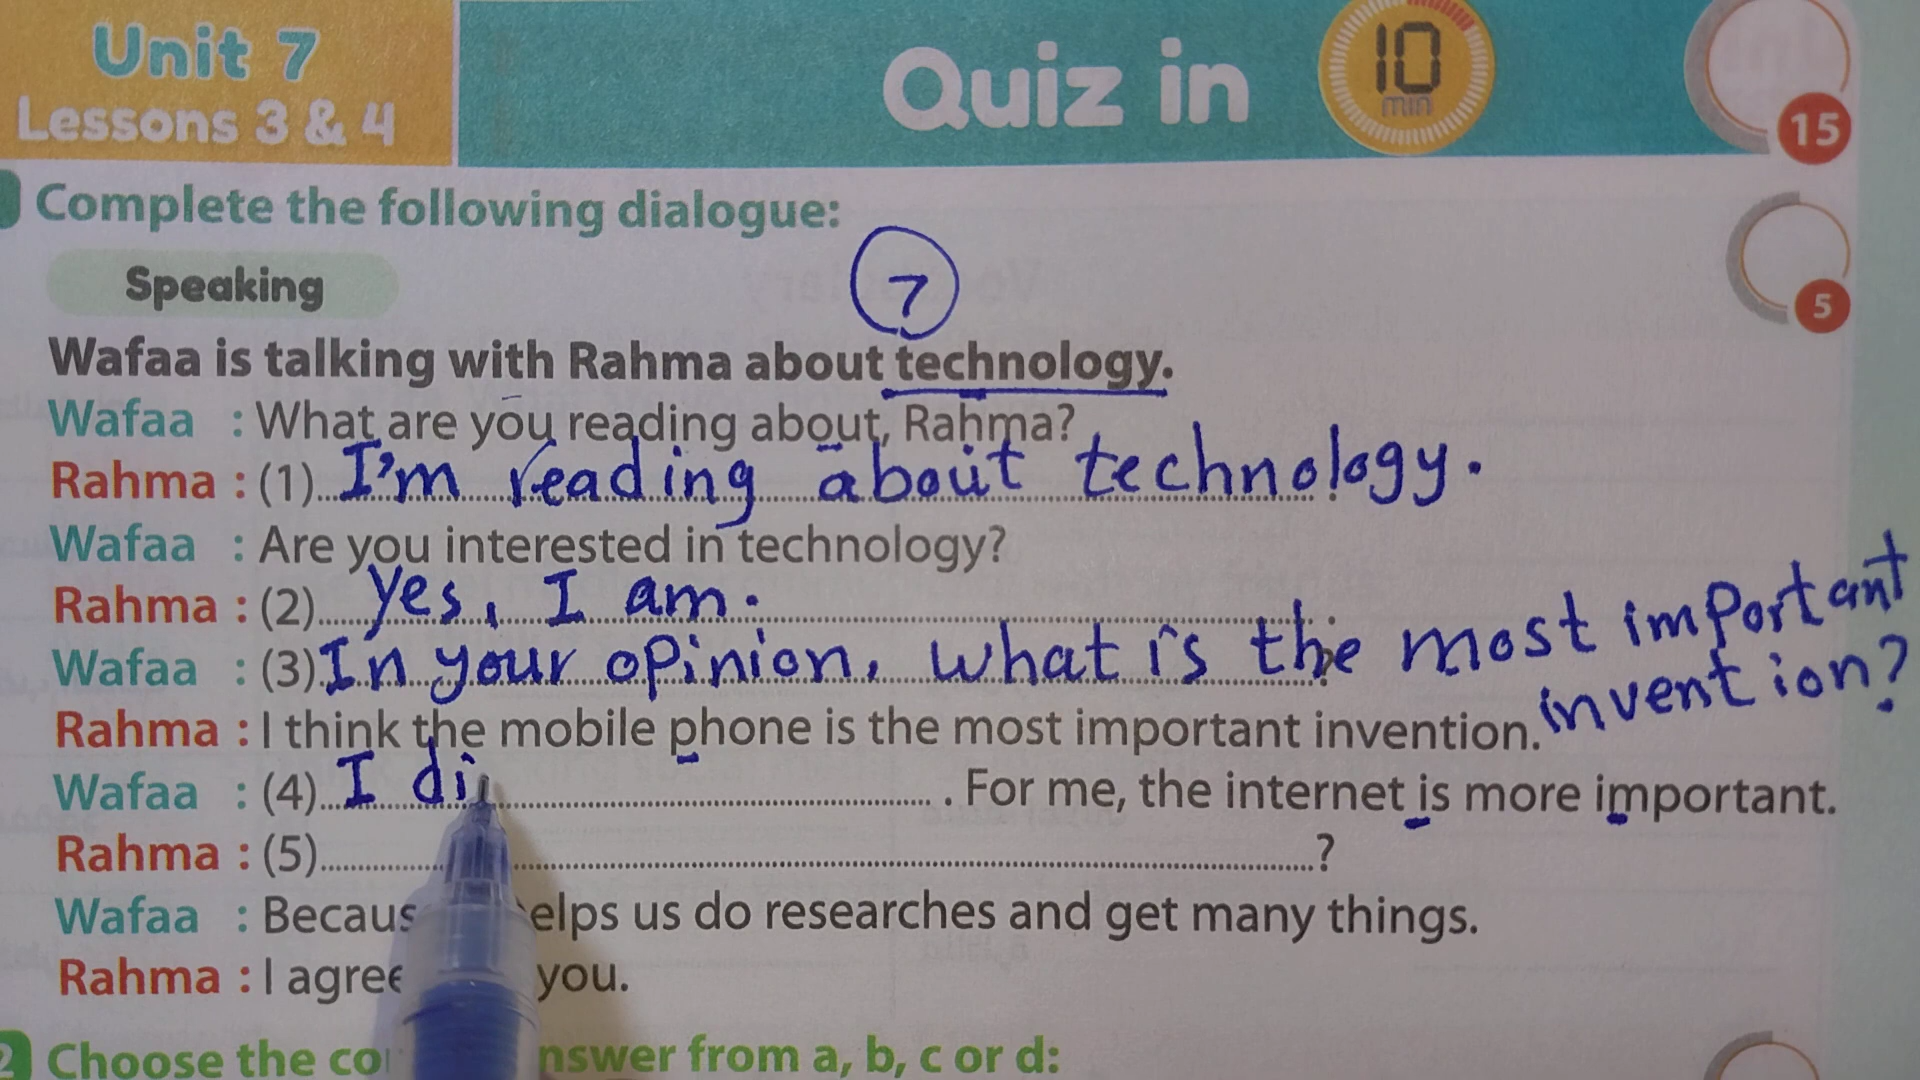 Unit 7
Lessons 3 & 4
Quiz in
10
min
15
Complete the following dialogue:
5
Speaking
7
Wafaa is talking with Rahma about technology.
Wafaa : What are you reading about, Rahma?
Rahma : (1) I'm reading about technology.
Wafaa : Are you interested in technology?
Rahma : (2) yes, I am.
Wafaa : (3) In your opinion, what is the most important invention?
Rahma : I think the mobile phone is the most important invention.
Wafaa : (4) I di . For me, the internet is more important.
Rahma : (5) ?
Wafaa : Becaus elps us do researches and get many things.
Rahma : I agree you.
2 Choose the co nswer from a, b, c or d: